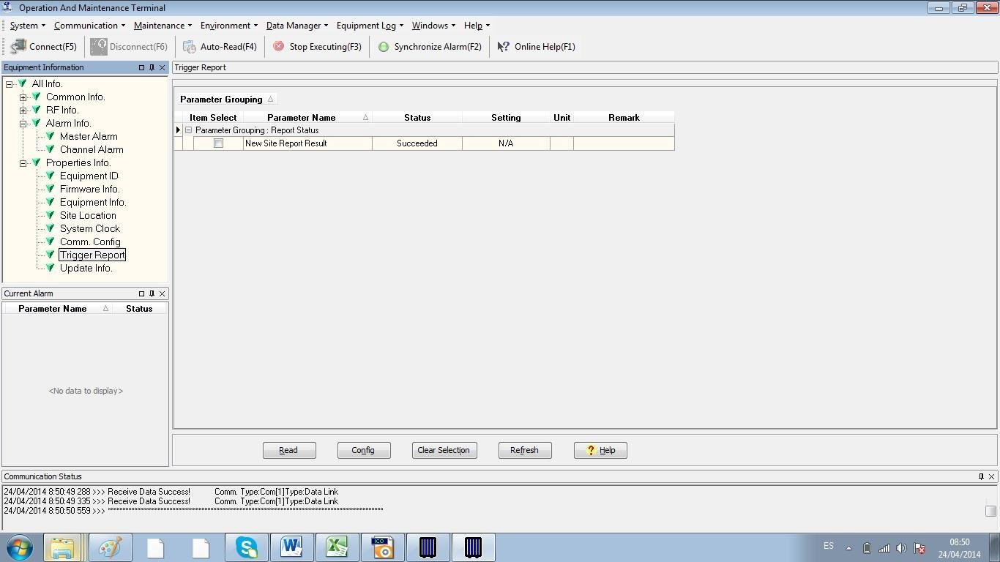 Operation And Maintenance Terminal
System Communication Maintenance Environment Data Manager Equipment Log Windows Help
Connect(F5) Disconnect(F6) Auto-Read(F4) Stop Executing(F3) Synchronize Alarm(F2) Online Help(F1)
Equipment Information
All Info.
Common Info.
RF Info.
Alarm Info.
Master Alarm
Channel Alarm
Properties Info.
Equipment ID
Firmware Info.
Equipment Info.
Site Location
System Clock
Comm. Config
Trigger Report
Update Info.
Current Alarm
Parameter Name Status
<No data to display>
Trigger Report
Parameter Grouping
Item Select Parameter Name Status Setting Unit Remark
Parameter Grouping : Report Status
New Site Report Result Succeeded N/A
Read Config Clear Selection Refresh ? Help
Communication Status
24/04/2014 8:50:49 288 >>> Receive Data Success! Comm. Type:Com[1]Type:Data Link
24/04/2014 8:50:49 335 >>> Receive Data Success! Comm. Type:Com[1]Type:Data Link
24/04/2014 8:50:50 559 >>>
ES 08:50
24/04/2014